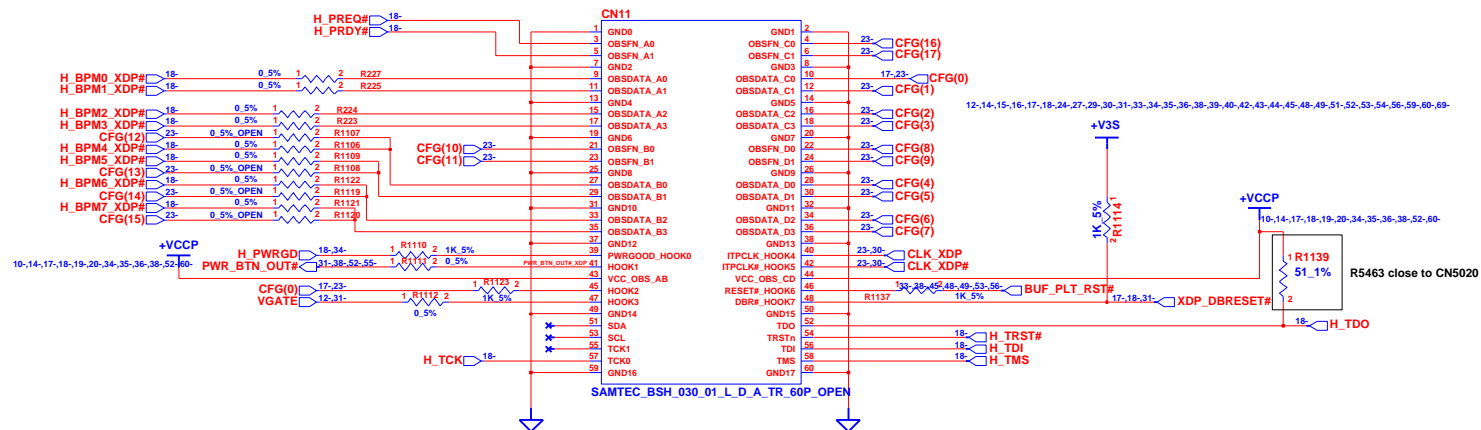 CN11
H_PREQ# 18-
H_PRDY# 18-
1 GND0 GND1 2
3 OBSFN_A0 OBSFN_C0 4 23- CFG(16)
5 OBSFN_A1 OBSFN_C1 6 23- CFG(17)
7 GND2 GND3 8
H_BPM0_XDP# 18- 0_5% 1 2 R227 9 OBSDATA_A0 OBSDATA_C0 10 17-,23- CFG(0)
H_BPM1_XDP# 18- 0_5% 1 2 R225 11 OBSDATA_A1 OBSDATA_C1 12 23- CFG(1)
13 GND4 GND5 14
12-,14-,15-,16-,17-,18-,24-,27-,29-,30-,31-,33-,34-,35-,36-,38-,39-,40-,42-,43-,44-,45-,48-,49-,51-,52-,53-,54-,56-,59-,60-,69-
H_BPM2_XDP# 18- 0_5% 1 2 R224 15 OBSDATA_A2 OBSDATA_C2 16 23- CFG(2)
H_BPM3_XDP# 18- 0_5% 1 2 R223 17 OBSDATA_A3 OBSDATA_C3 18 23- CFG(3)
+V3S
CFG(12) 23- 0_5%_OPEN 1 2 R1107 19 GND6 GND7 20
H_BPM4_XDP# 18- 0_5% 1 2 R1106 CFG(10) 23- 21 OBSFN_B0 OBSFN_D0 22 23- CFG(8)
H_BPM5_XDP# 18- 0_5% 1 2 R1109 CFG(11) 23- 23 OBSFN_B1 OBSFN_D1 24 23- CFG(9)
CFG(13) 23- 0_5%_OPEN 1 2 R1108 25 GND8 GND9 26
H_BPM6_XDP# 18- 0_5% 1 2 R1122 27 OBSDATA_B0 OBSDATA_D0 28 23- CFG(4)
CFG(14) 23- 0_5%_OPEN 1 2 R1119 29 OBSDATA_B1 OBSDATA_D1 30 23- CFG(5)
1K_5% 1 R1114 2
+VCCP
H_BPM7_XDP# 18- 0_5% 1 2 R1121 31 GND10 GND11 32
CFG(15) 23- 0_5%_OPEN 1 2 R1120 33 OBSDATA_B2 OBSDATA_D2 34 23- CFG(6)
10-,14-,17-,18-,19-,20-,34-,35-,36-,38-,52-,60-
35 OBSDATA_B3 OBSDATA_D3 36 23- CFG(7)
+VCCP
37 GND12 GND13 38
H_PWRGD 18-,34- 1 R1110 2 1K_5% 39 PWRGOOD_HOOK0 ITPCLK_HOOK4 40 23-,30- CLK_XDP
10-,14-,17-,18-,19-,20-,34-,35-,36-,38-,52-,60-
PWR_BTN_OUT# 31-,38-,52-,55- 1 R1111 2 0_5% PWR_BTN_OUT#_XDP 41 HOOK1 ITPCLK#_HOOK5 42 23-,30- CLK_XDP#
43 VCC_OBS_AB VCC_OBS_CD 44
1 R1139 51_1% 2
R5463 close to CN5020
CFG(0) 17-,23- 1 R1123 2 1K_5% 45 HOOK2 RESET#_HOOK6 46 33-,38-,45-,48-,49-,53-,56- BUF_PLT_RST#
VGATE 12-,31- 1 R1112 2 0_5% 47 HOOK3 DBR#_HOOK7 48 R1137 1K_5% 17-,18-,31- XDP_DBRESET#
49 GND14 GND15 50
51 SDA TDO 52 18- H_TDO
53 SCL TRSTn 54 18- H_TRST#
55 TCK1 TDI 56 18- H_TDI
H_TCK 18- 57 TCK0 TMS 58 18- H_TMS
59 GND16 GND17 60
SAMTEC_BSH_030_01_L_D_A_TR_60P_OPEN